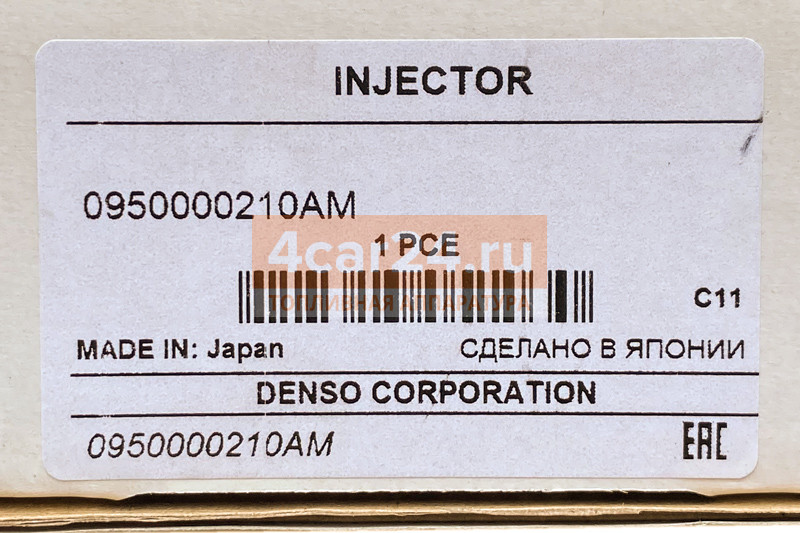 INJECTOR
0950000210AM
1 PCE
4car24.ru
ТОПЛИВНАЯ АППАРАТУРА
C11
MADE IN: Japan
СДЕЛАНО В ЯПОНИИ
DENSO CORPORATION
0950000210AM
EAC